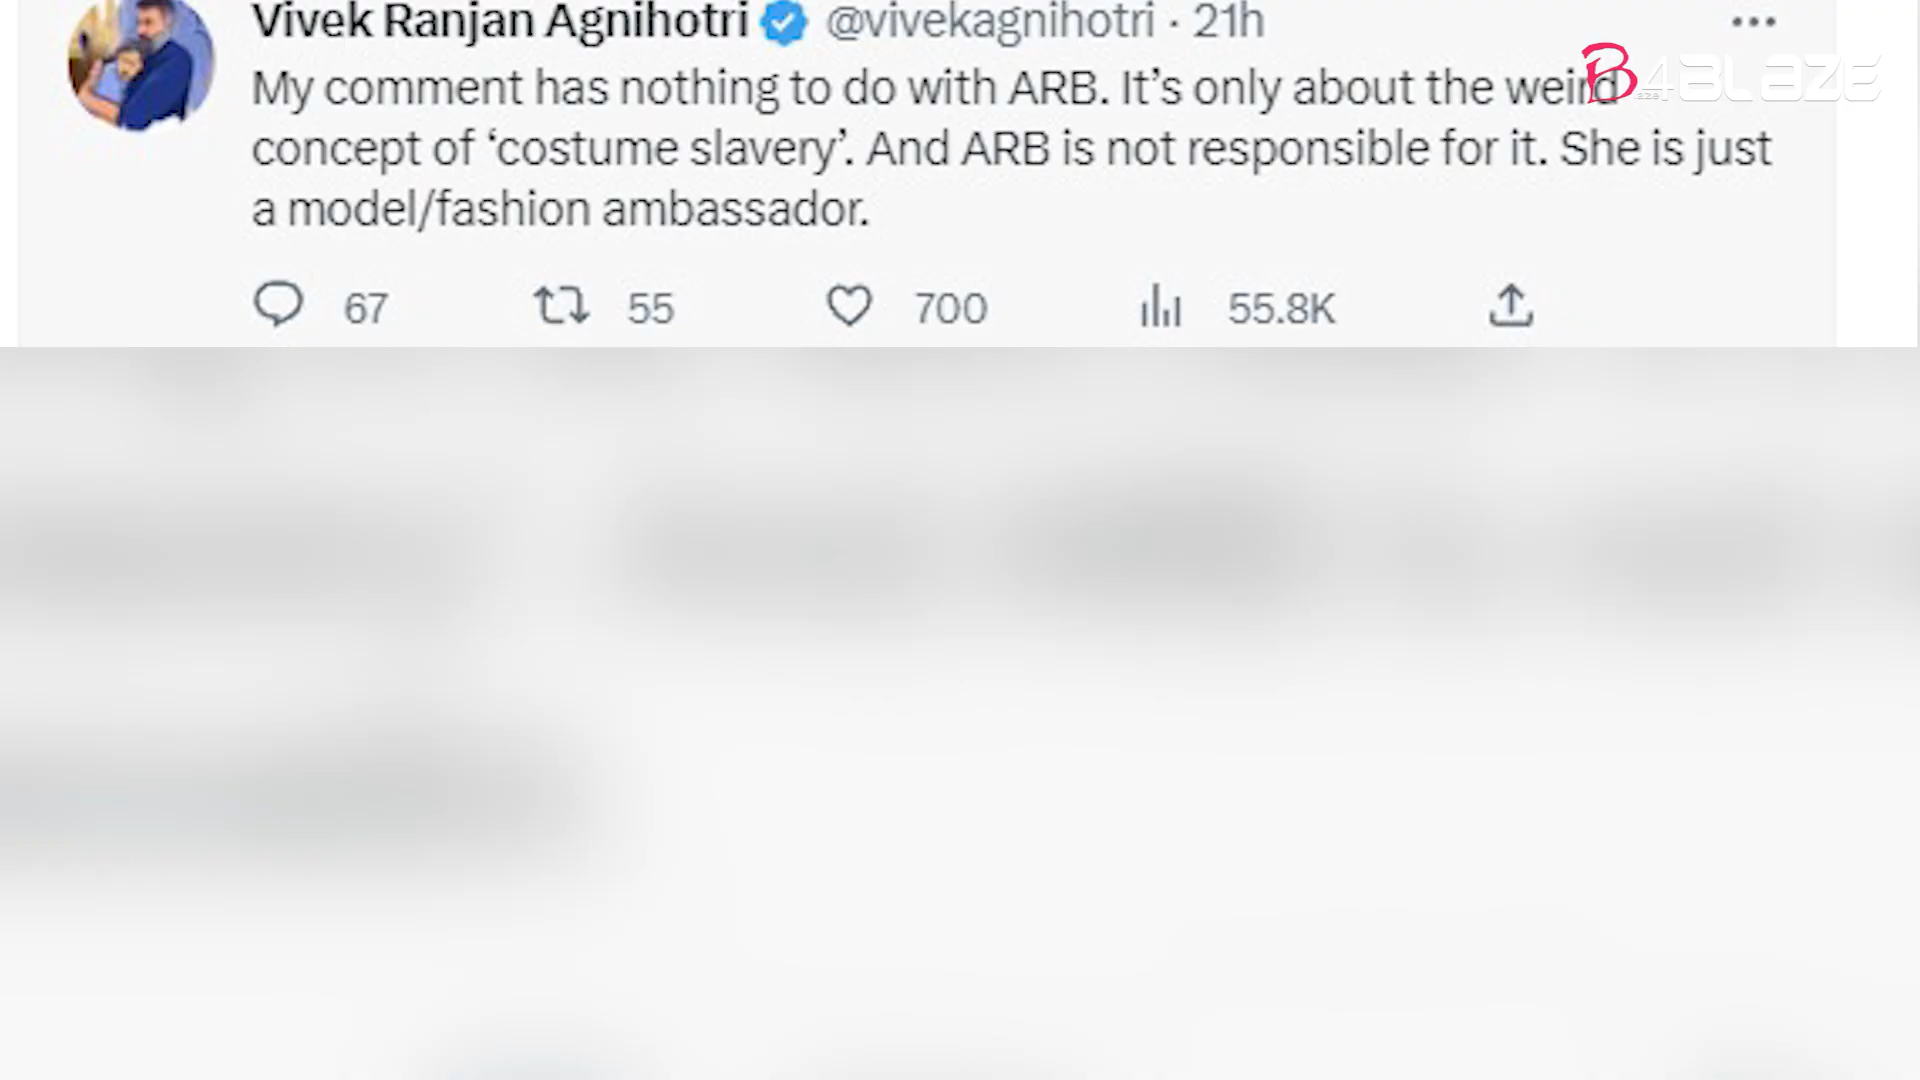 Vivek Ranjan Agnihotri @vivekagnihotri · 21h
B4BLAZE
My comment has nothing to do with ARB. It’s only about the weird
concept of ‘costume slavery’. And ARB is not responsible for it. She is just
a model/fashion ambassador.
67 55 700 55.8K